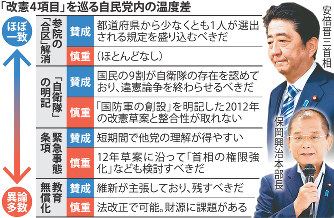 「改憲4項目」を巡る自民党内の温度差
ほぼ
一致
異論
多数
参院の
「合区」解消
賛成
都道府県から少なくとも1人が選出
される規定を盛り込むべきだ
慎重
(ほとんどなし)
「自衛隊」
の明記
賛成
国民の9割が自衛隊の存在を認めて
おり、違憲論争を終わらせるべきだ
慎重
「国防軍の創設」を明記した2012年
の改憲草案と整合性が取れない
緊急事態
条項
賛成
短期間で他党の理解が得やすい
慎重
12年草案に沿って「首相の権限強
化」なども検討すべきだ
教育
無償化
賛成
維新が主張しており、残すべきだ
慎重
法改正で可能。財源に課題がある
安倍晋三首相
保岡興治本部長